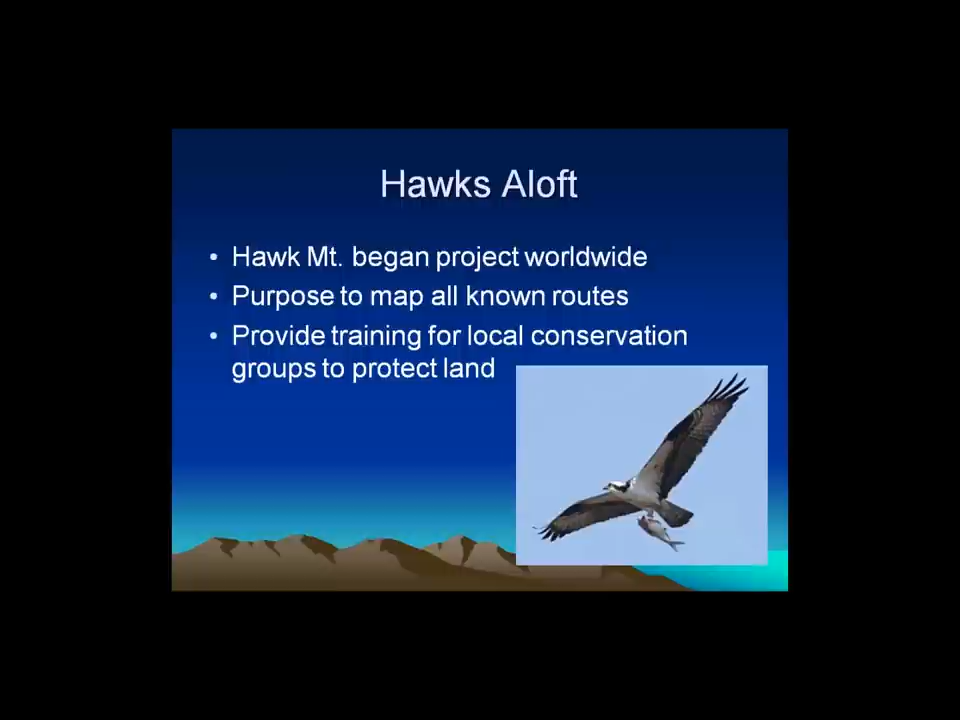 Hawks Aloft
• Hawk Mt. began project worldwide
• Purpose to map all known routes
• Provide training for local conservation
groups to protect land